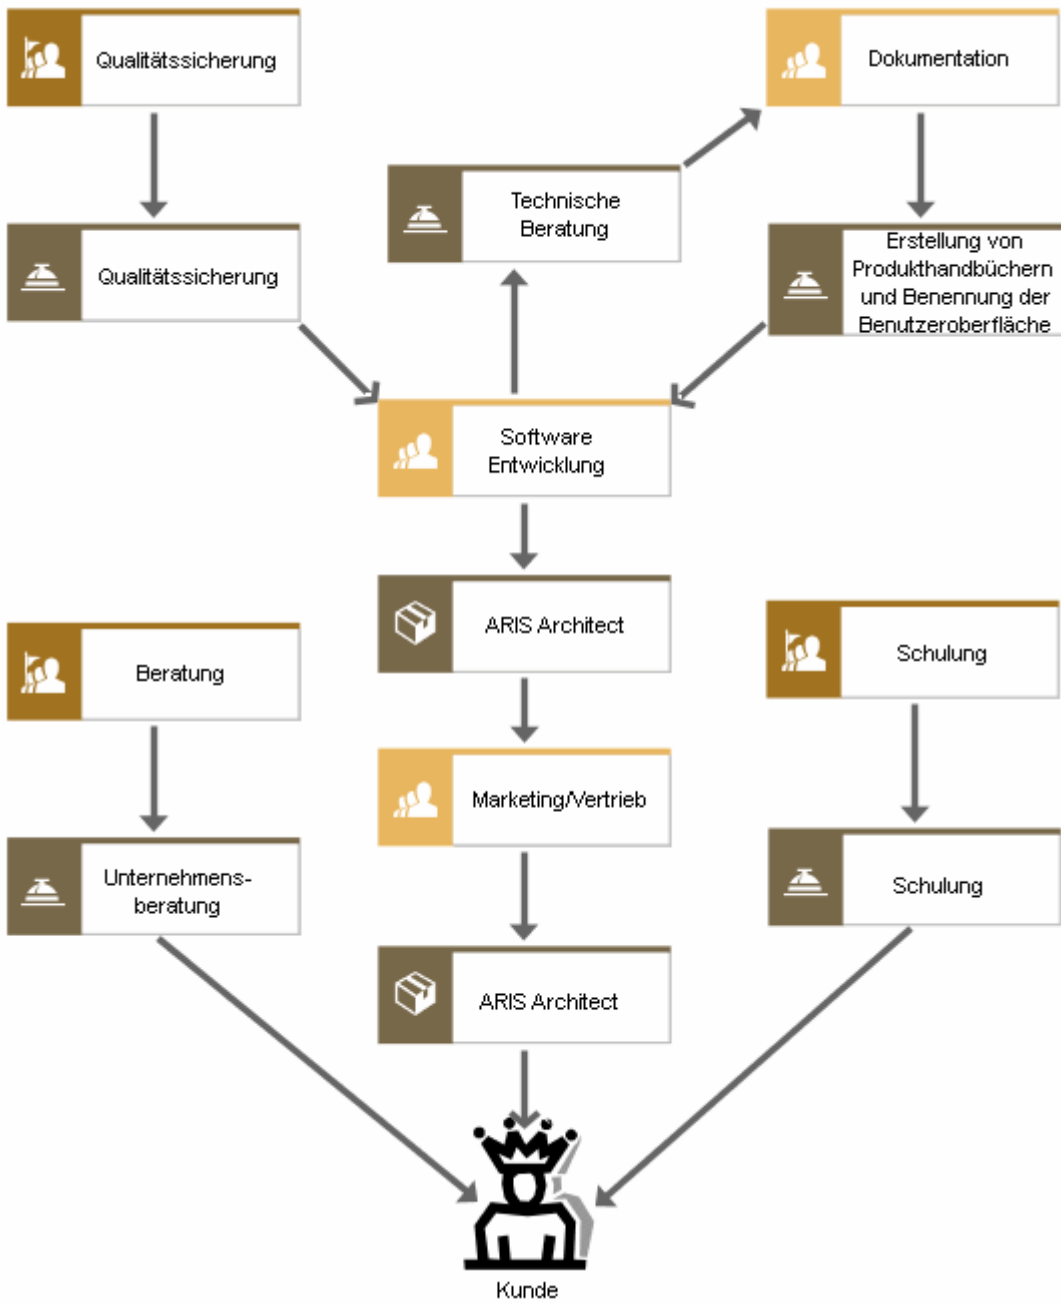 Qualitätssicherung
Dokumentation
Technische
Beratung
Qualitätssicherung
Erstellung von
Produkthandbüchern
und Benennung der
Benutzeroberfläche
Software
Entwicklung
ARIS Architect
Beratung
Schulung
Marketing/Vertrieb
Unternehmens-
beratung
Schulung
ARIS Architect
Kunde